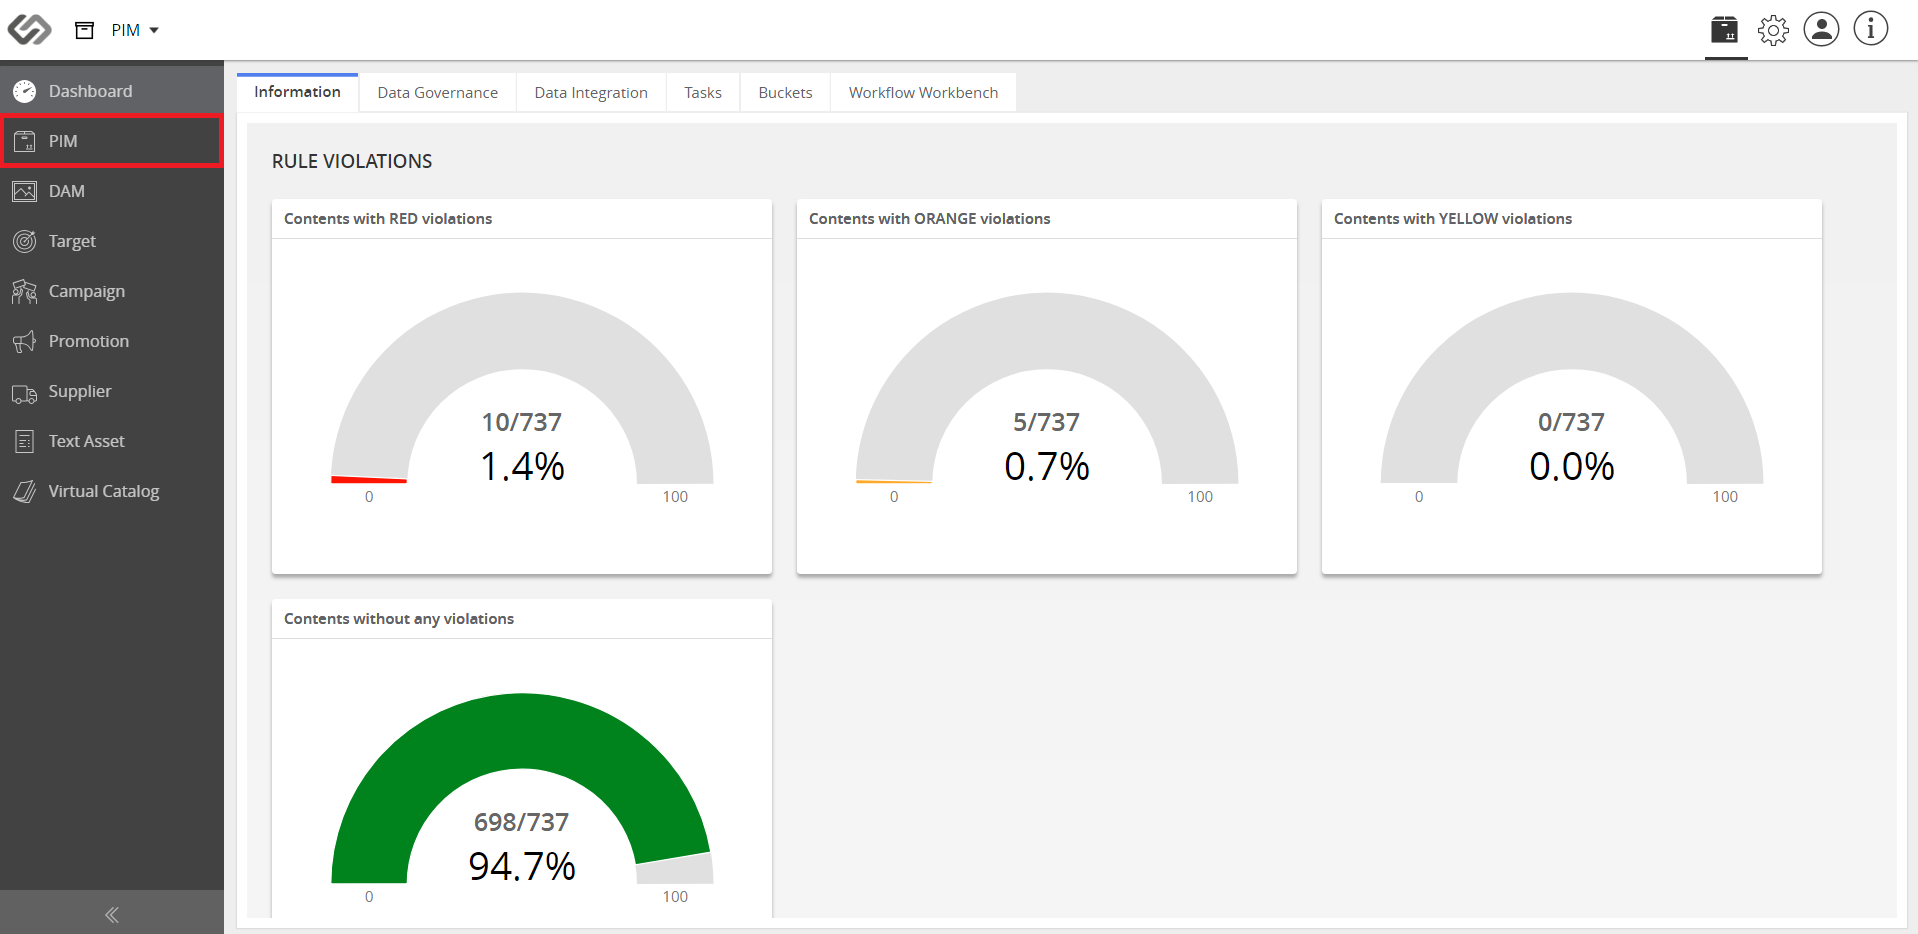 PIM
Dashboard
PIM
DAM
Target
Campaign
Promotion
Supplier
Text Asset
Virtual Catalog
Information
Data Governance
Data Integration
Tasks
Buckets
Workflow Workbench
RULE VIOLATIONS
Contents with RED violations
10/737
1.4%
0
100
Contents with ORANGE violations
5/737
0.7%
0
100
Contents with YELLOW violations
0/737
0.0%
0
100
Contents without any violations
698/737
94.7%
0
100